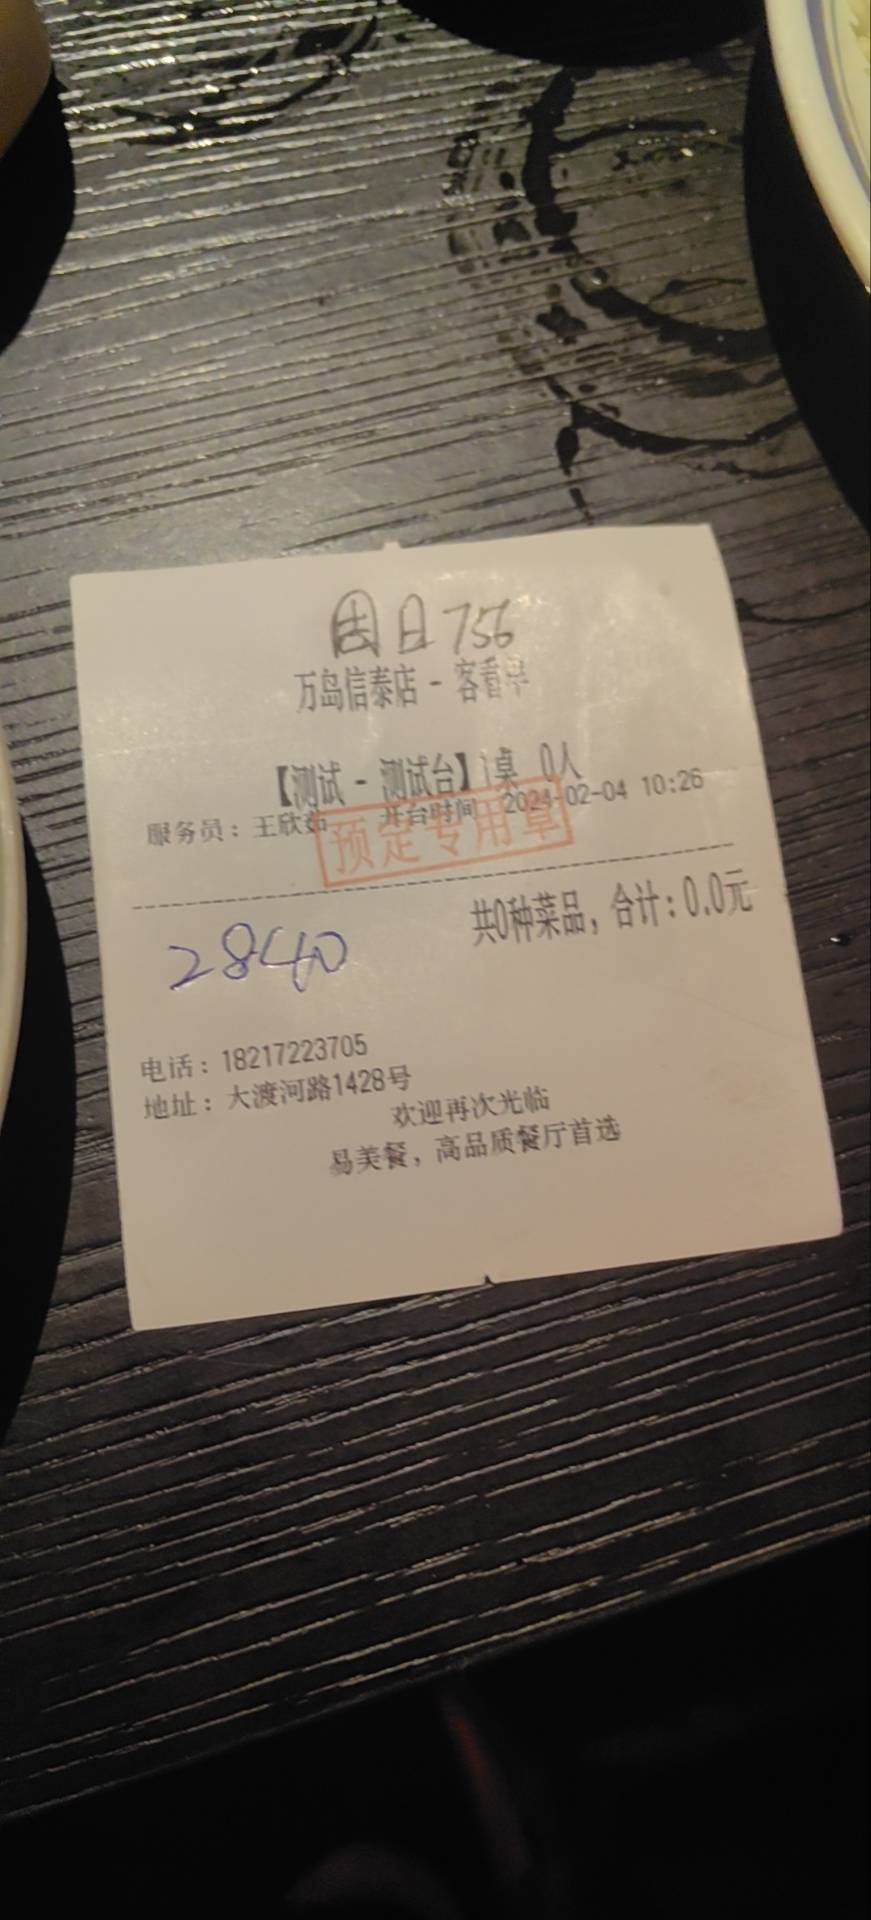 周日756
万岛信泰店 - 客看单
【测试 - 测试台】1桌 0人
服务员：王欣茹 开台时间 2024-02-04 10:26
预定专用章
共0种菜品，合计：0.0元
2840
电话：18217223705
地址：大渡河路1428号
欢迎再次光临
易美餐，高品质餐厅首选